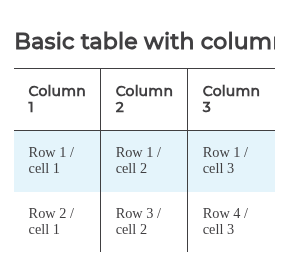 Basic table with colum
Column 1 Column 2 Column 3
Row 1 / cell 1 Row 1 / cell 2 Row 1 / cell 3
Row 2 / cell 1 Row 3 / cell 2 Row 4 / cell 3